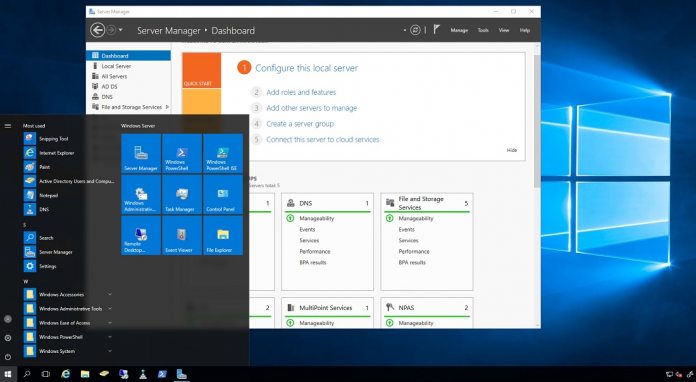 Server Manager
Server Manager • Dashboard
Manage Tools View Help
Dashboard
Local Server
All Servers
AD DS
DNS
File and Storage Services
QUICK START
1 Configure this local server
2 Add roles and features
3 Add other servers to manage
4 Create a server group
5 Connect this server to cloud services
Hide
Servers total 5
1
DNS 1
Manageability
Events
Services
Performance
BPA results
File and Storage Services 5
Manageability
Events
Services
Performance
BPA results
2
MultiPoint Services 1
Manageability
NPAS 2
Manageability
Most used
Snipping Tool
Internet Explorer
Paint
Active Directory Users and Compu...
Notepad
DNS
S
Search
Server Manager
Settings
W
Windows Accessories
Windows Administrative Tools
Windows Ease of Access
Windows PowerShell
Windows System
Windows Server
Server Manager
Windows PowerShell
Windows PowerShell ISE
Windows Administrativ...
Task Manager
Control Panel
Remote Desktop...
Event Viewer
File Explorer